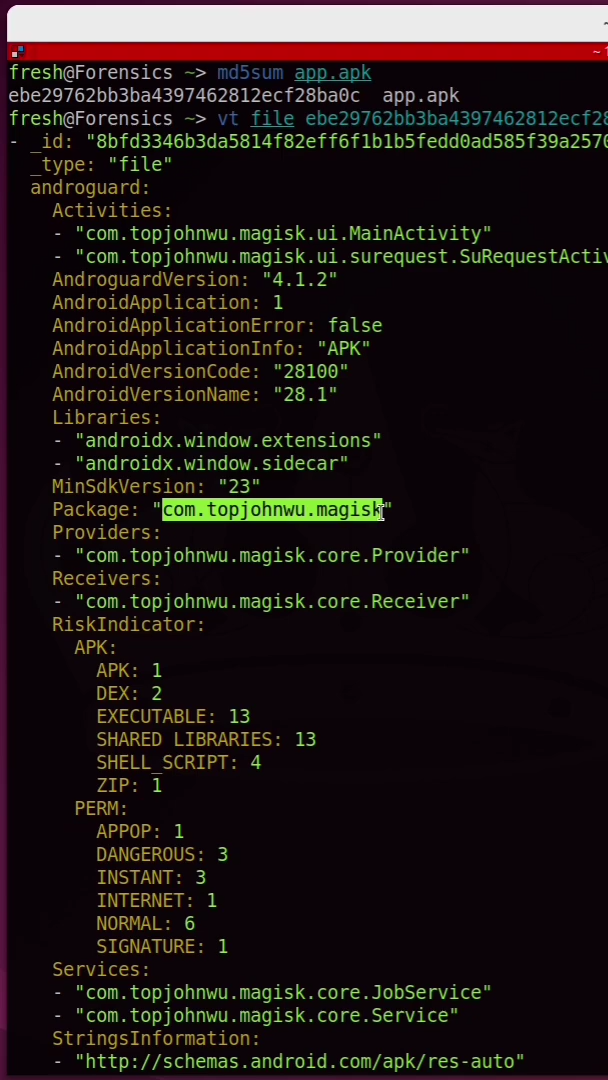 fresh@Forensics ~> md5sum app.apk
ebe29762bb3ba4397462812ecf28ba0c  app.apk
fresh@Forensics ~> vt file ebe29762bb3ba4397462812ecf28
- _id: "8bfd3346b3da5814f82eff6f1b1b5fedd0ad585f39a2570
  _type: "file"
  androguard:
    Activities:
    - "com.topjohnwu.magisk.ui.MainActivity"
    - "com.topjohnwu.magisk.ui.surequest.SuRequestActiv
    AndroguardVersion: "4.1.2"
    AndroidApplication: 1
    AndroidApplicationError: false
    AndroidApplicationInfo: "APK"
    AndroidVersionCode: "28100"
    AndroidVersionName: "28.1"
    Libraries:
    - "androidx.window.extensions"
    - "androidx.window.sidecar"
    MinSdkVersion: "23"
    Package: "com.topjohnwu.magisk"
    Providers:
    - "com.topjohnwu.magisk.core.Provider"
    Receivers:
    - "com.topjohnwu.magisk.core.Receiver"
    RiskIndicator:
      APK:
        APK: 1
        DEX: 2
        EXECUTABLE: 13
        SHARED LIBRARIES: 13
        SHELL_SCRIPT: 4
        ZIP: 1
      PERM:
        APPOP: 1
        DANGEROUS: 3
        INSTANT: 3
        INTERNET: 1
        NORMAL: 6
        SIGNATURE: 1
    Services:
    - "com.topjohnwu.magisk.core.JobService"
    - "com.topjohnwu.magisk.core.Service"
    StringsInformation:
    - "http://schemas.android.com/apk/res-auto"